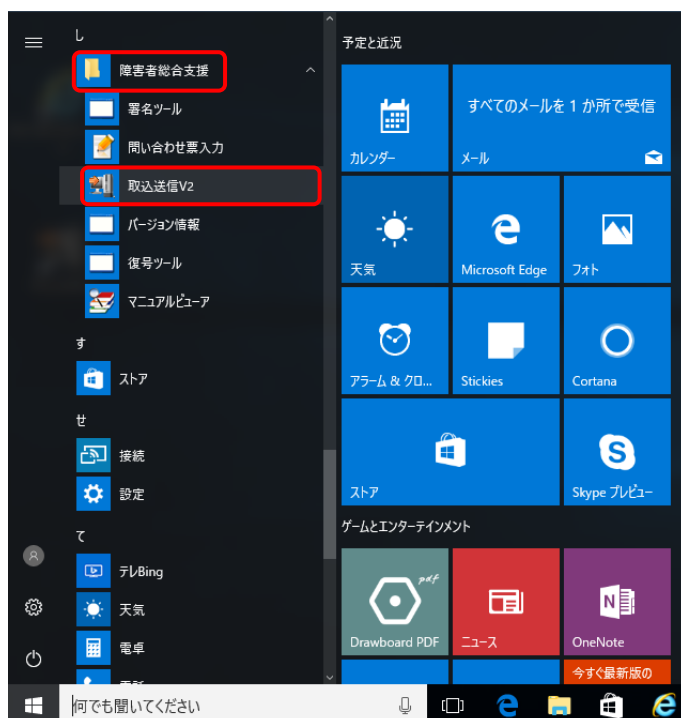 し
障害者総合支援
署名ツール
問い合わせ票入力
取込送信V2
バージョン情報
復号ツール
マニュアルビューア
す
ストア
せ
接続
設定
て
テレBing
天気
電卓
予定と近況
すべてのメールを 1 か所で受信
カレンダー
メール
天気
Microsoft Edge
フォト
アラーム & クロ...
Stickies
Cortana
ストア
Skype プレビュー
ゲームとエンターテインメント
pdf
Drawboard PDF
ニュース
N
OneNote
今すぐ最新版の
何でも聞いてください